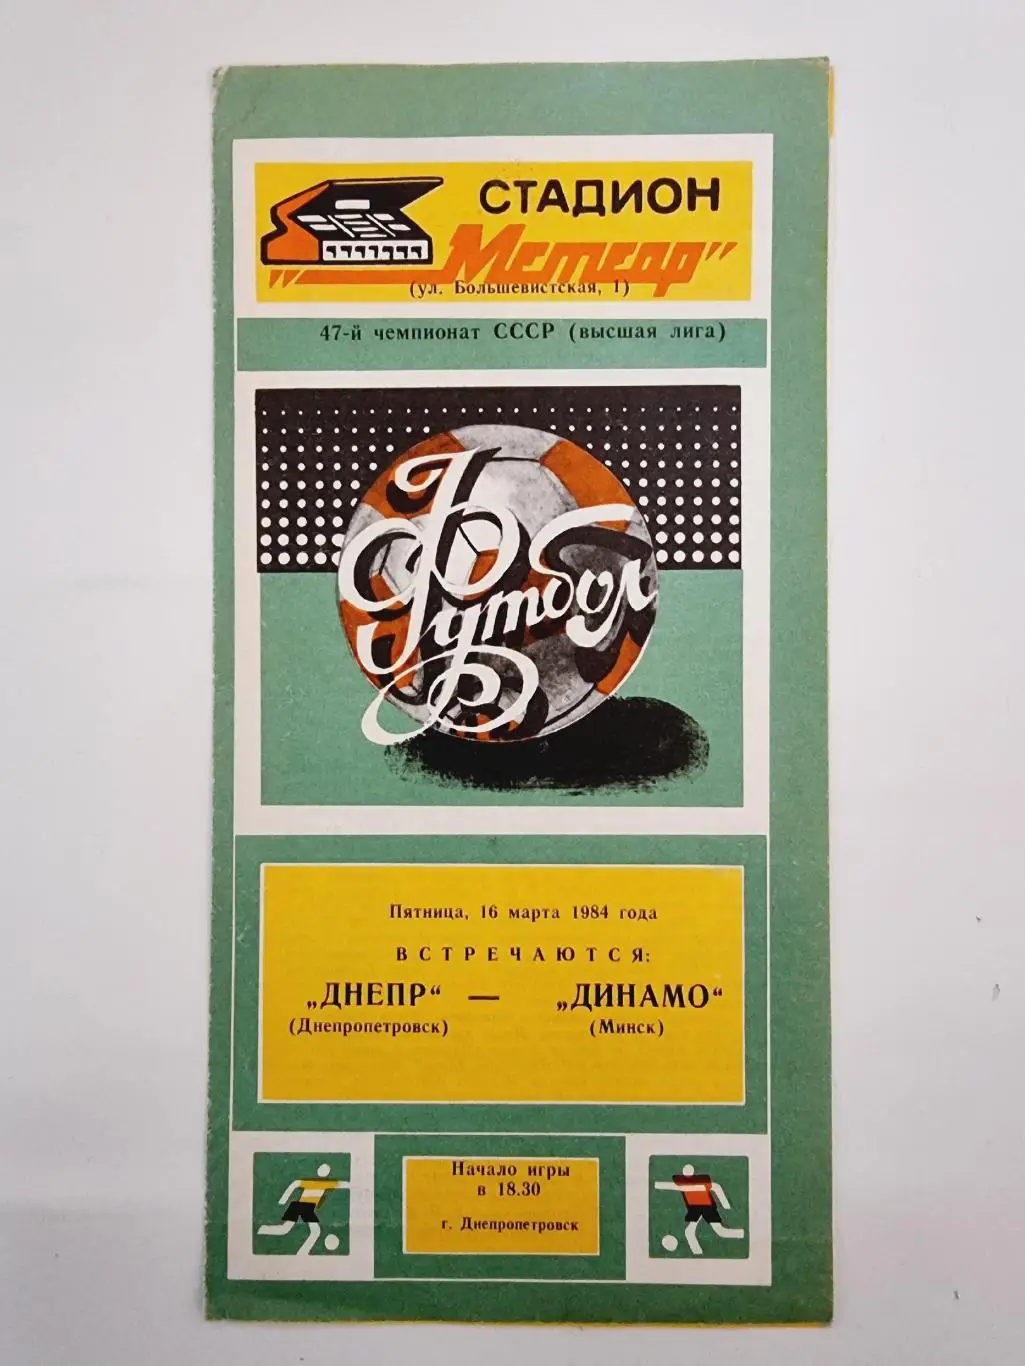 СТАДИОН
"Метеор"
(ул. Большевистская, 1)
47-й чемпионат СССР (высшая лига)
Футбол
Пятница, 16 марта 1984 года
ВСТРЕЧАЮТСЯ:
„ДНЕПР“ — „ДИНАМО“
(Днепропетровск) (Минск)
Начало игры
в 18.30
г. Днепропетровск